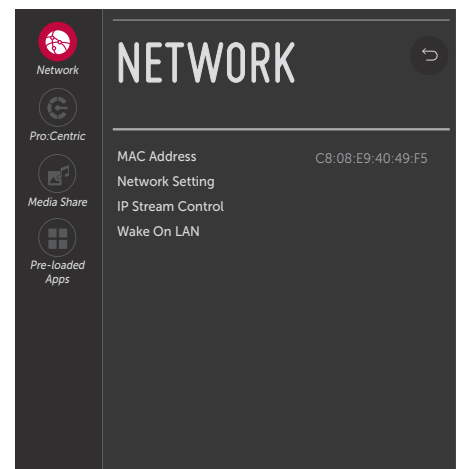 NETWORK
Network
Pro:Centric
Media Share
Pre-loaded
Apps
MAC Address C8:08:E9:40:49:F5
Network Setting
IP Stream Control
Wake On LAN